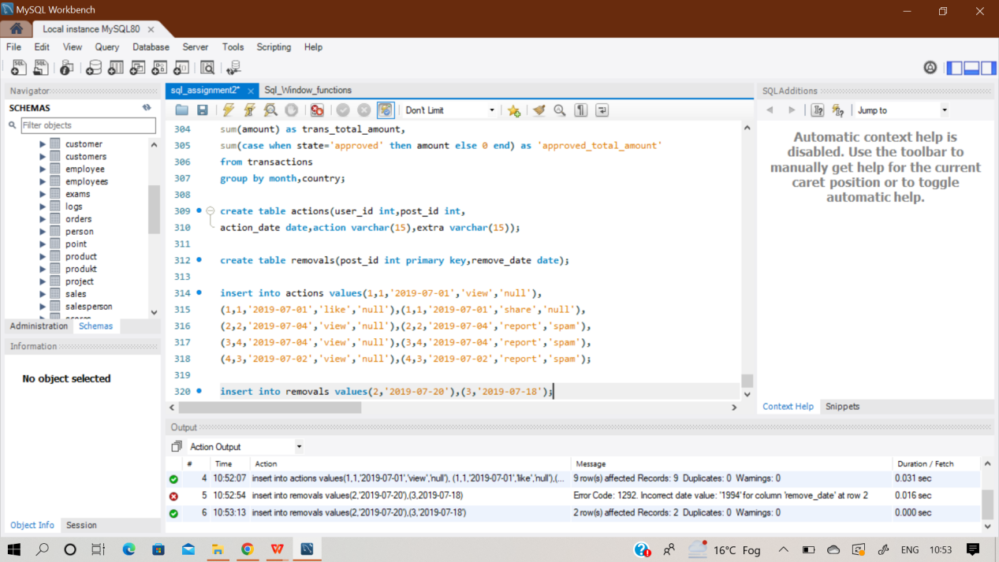 MySQL Workbench
Local instance MySQL80
File Edit View Query Database Server Tools Scripting Help
Navigator
SCHEMAS
Filter objects
customer
customers
employee
employees
exams
logs
orders
person
point
product
produkt
project
sales
salesperson
Administration Schemas
Information
No object selected
Object Info Session
sql_assignment2* Sql_Window_functions
Don't Limit
304 sum(amount) as trans_total_amount,
305 sum(case when state='approved' then amount else 0 end) as 'approved_total_amount'
306 from transactions
307 group by month,country;
308
309 create table actions(user_id int,post_id int,
310 action_date date,action varchar(15),extra varchar(15));
311
312 create table removals(post_id int primary key,remove_date date);
313
314 insert into actions values(1,1,'2019-07-01','view','null'),
315 (1,1,'2019-07-01','like','null'),(1,1,'2019-07-01','share','null'),
316 (2,2,'2019-07-04','view','null'),(2,2,'2019-07-04','report','spam'),
317 (3,4,'2019-07-04','view','null'),(3,4,'2019-07-04','report','spam'),
318 (4,3,'2019-07-02','view','null'),(4,3,'2019-07-02','report','spam');
319
320 insert into removals values(2,'2019-07-20'),(3,'2019-07-18');
SQLAdditions
Jump to
Automatic context help is
disabled. Use the toolbar to
manually get help for the current
caret position or to toggle
automatic help.
Context Help Snippets
Output
Action Output
# Time Action Message Duration / Fetch
4 10:52:07 insert into actions values(1,1,'2019-07-01','view','null'), (1,1,'2019-07-01','like','null'),(... 9 row(s) affected Records: 9 Duplicates: 0 Warnings: 0 0.031 sec
5 10:52:54 insert into removals values(2,'2019-07-20'),(3,2019-07-18) Error Code: 1292. Incorrect date value: '1994' for column 'remove_date' at row 2 0.016 sec
6 10:53:13 insert into removals values(2,'2019-07-20'),(3,'2019-07-18') 2 row(s) affected Records: 2 Duplicates: 0 Warnings: 0 0.000 sec
16°C Fog ENG 10:53